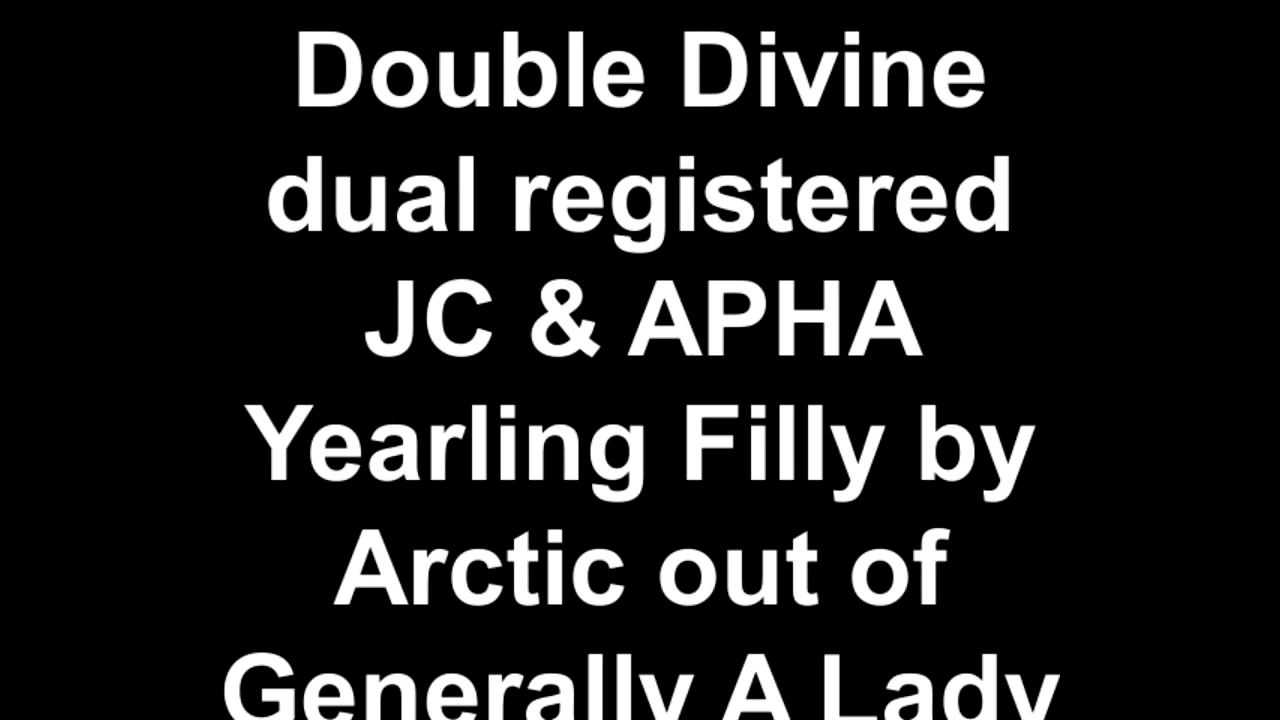 Double Divine
dual registered
JC & APHA
Yearling Filly by
Arctic out of
Generally A Lady